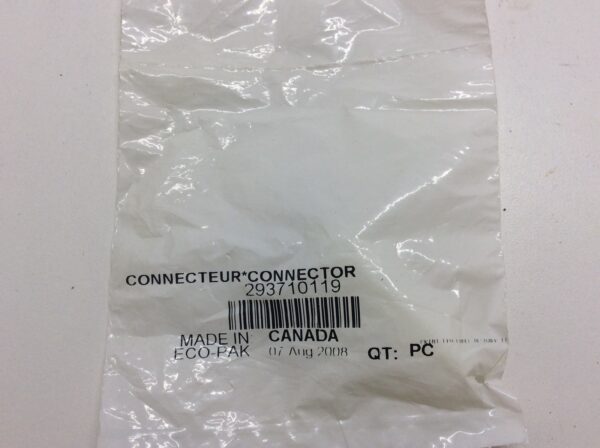 CONNECTEUR*CONNECTOR
293710119
MADE IN CANADA
ECO-PAK 07 Aug 2008 QT: PC